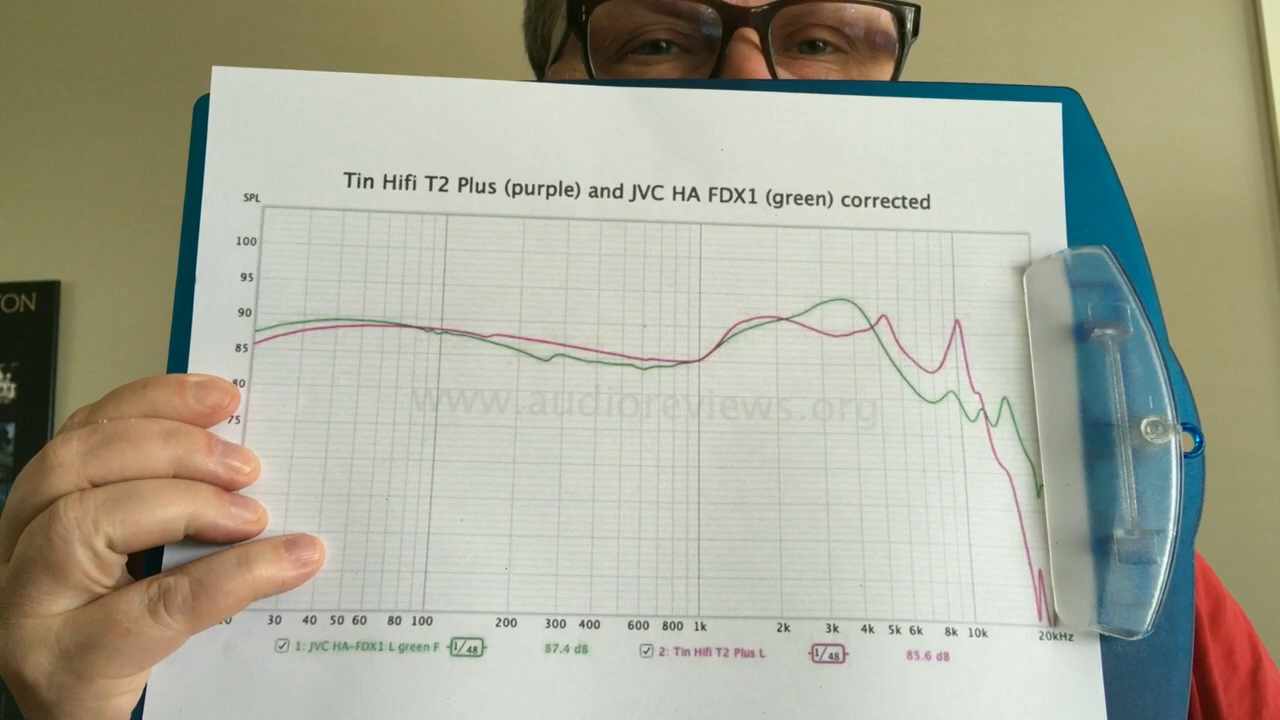 Tin Hifi T2 Plus (purple) and JVC HA FDX1 (green) corrected
SPL
100
95
90
85
80
75
www.audioreviews.org
30 40 50 60 80 100 200 300 400 600 800 1k 2k 3k 4k 5k 6k 8k 10k 20kHz
1: JVC HA-FDX1 L green F 1/48 87.4 dB 2: Tin Hifi T2 Plus L 1/48 85.6 dB
TON